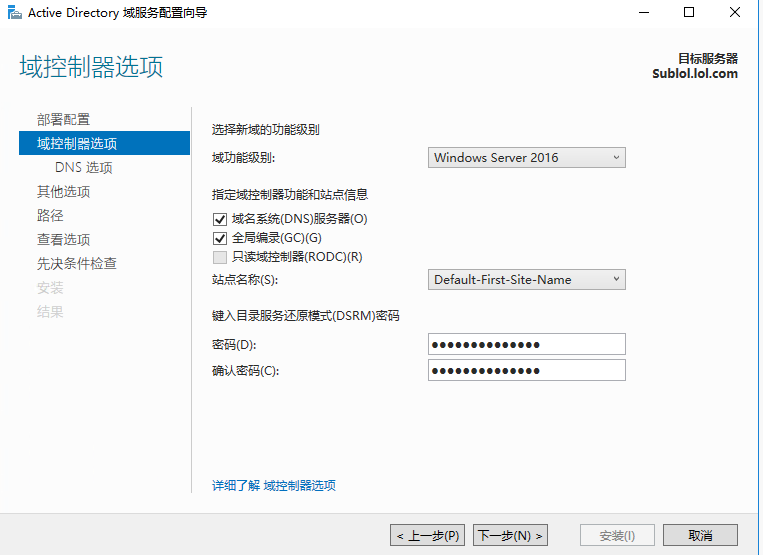 Active Directory 域服务配置向导
域控制器选项
目标服务器
Sublol.lol.com
部署配置
域控制器选项
DNS 选项
其他选项
路径
查看选项
先决条件检查
安装
结果
选择新域的功能级别
域功能级别: Windows Server 2016
指定域控制器功能和站点信息
域名系统(DNS)服务器(O)
全局编录(GC)(G)
只读域控制器(RODC)(R)
站点名称(S): Default-First-Site-Name
键入目录服务还原模式(DSRM)密码
密码(D): ●●●●●●●●●●●●●●
确认密码(C): ●●●●●●●●●●●●●●
详细了解 域控制器选项
< 上一步(P) 下一步(N) > 安装(I) 取消